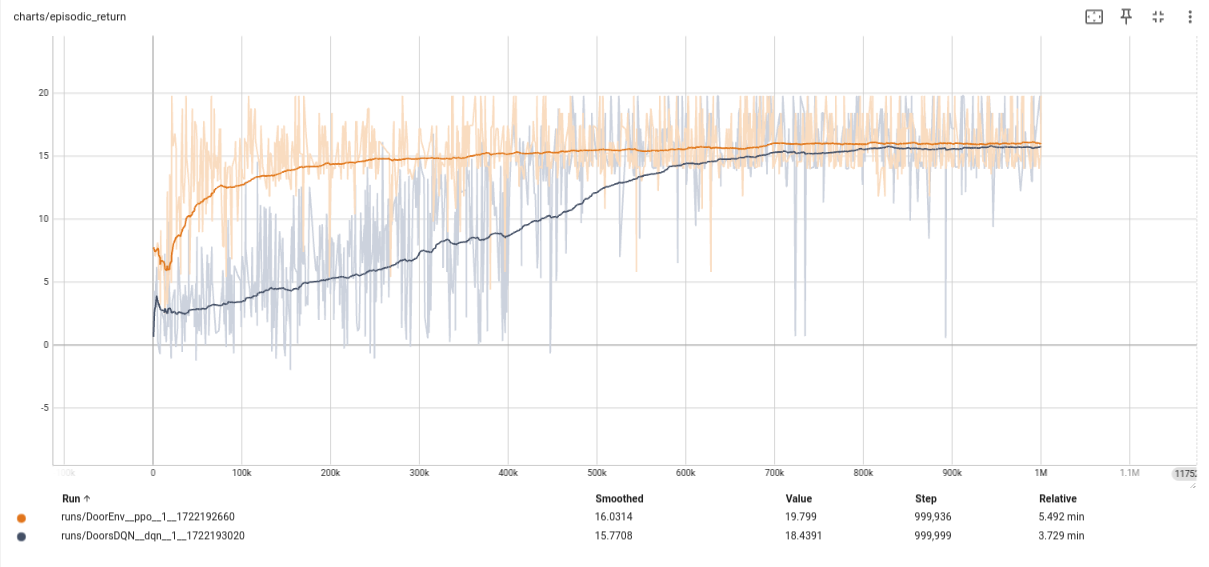 charts/episodic_return
20
15
10
5
0
-5
0 100k 200k 300k 400k 500k 600k 700k 800k 900k 1M 1.1M
Run ↑ Smoothed Value Step Relative
runs/DoorEnv__ppo__1__1722192660 16.0314 19.799 999,936 5.492 min
runs/DoorsDQN__dqn__1__1722193020 15.7708 18.4391 999,999 3.729 min